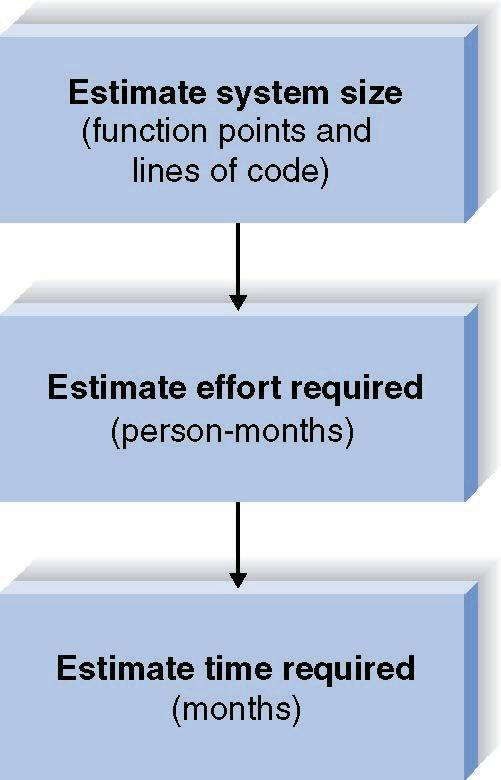 Estimate system size
(function points and
lines of code)
Estimate effort required
(person-months)
Estimate time required
(months)